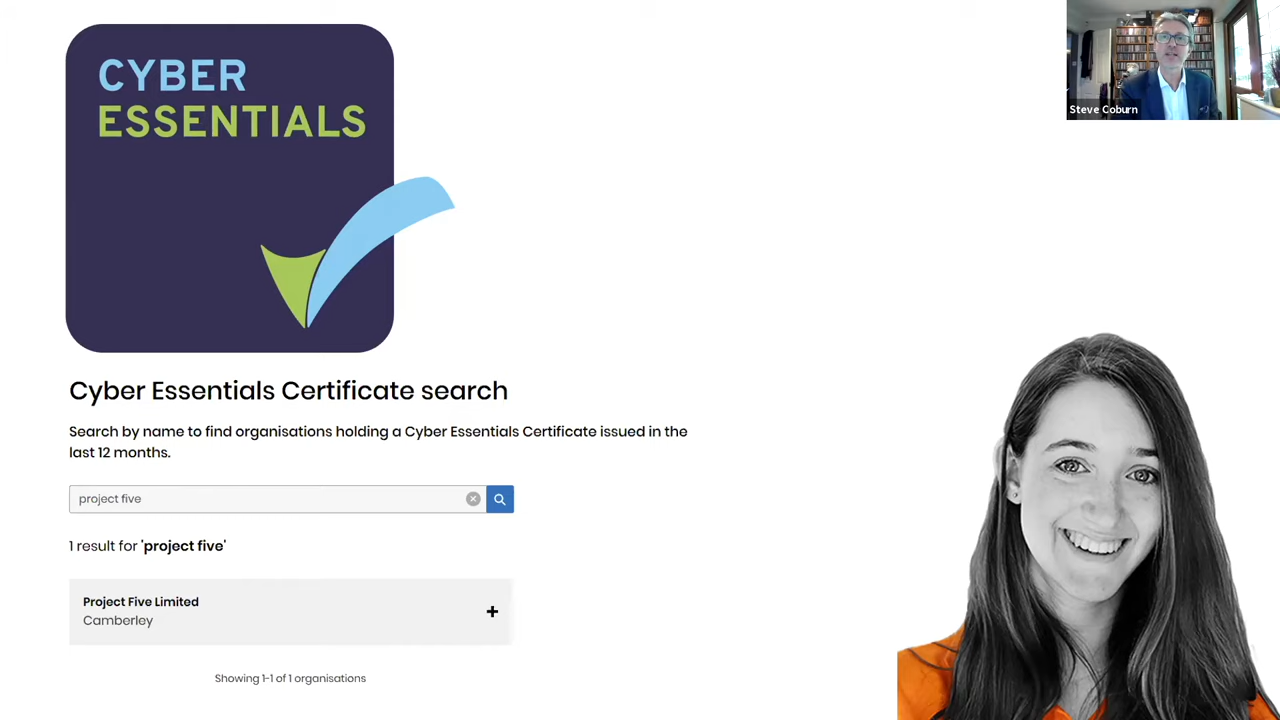 CYBER
ESSENTIALS
Steve Coburn
Cyber Essentials Certificate search
Search by name to find organisations holding a Cyber Essentials Certificate issued in the
last 12 months.
project five
1 result for 'project five'
Project Five Limited
Camberley
Showing 1-1 of 1 organisations